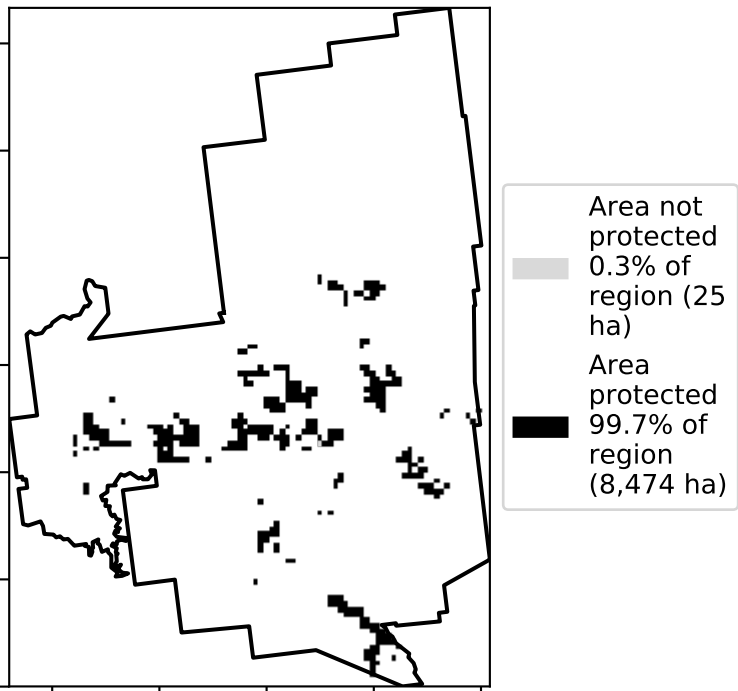 Area not
protected
0.3% of
region (25
ha)
Area
protected
99.7% of
region
(8,474 ha)